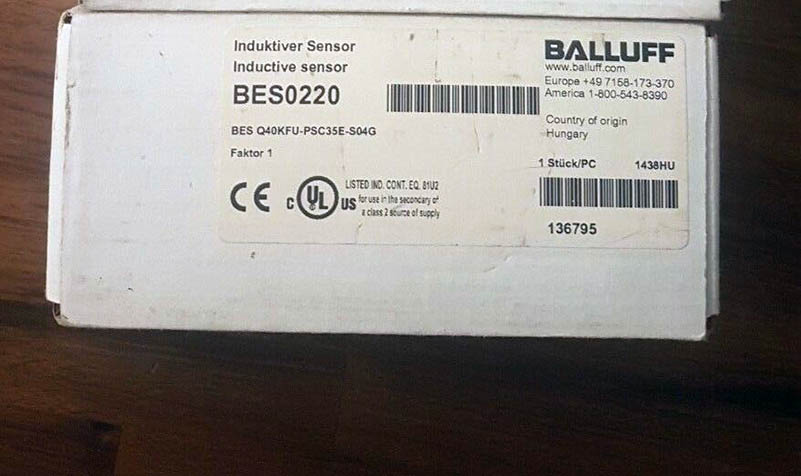 Induktiver Sensor
Inductive sensor
BES0220
BES Q40KFU-PSC35E-S04G
Faktor 1
CE
C UL US
LISTED IND. CONT. EQ. 81U2
for use in the secondary of
a class 2 source of supply
BALLUFF
www.balluff.com
Europe +49 7158-173-370
America 1-800-543-8390
Country of origin
Hungary
1 Stück/PC 1438HU
136795